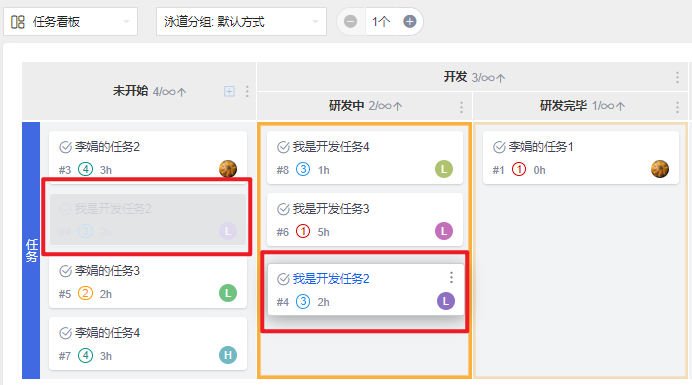 任务看板
泳道分组: 默认方式
1个
未开始 4/∞↑
开发 3/∞↑
研发中 2/∞↑
研发完毕 1/∞↑
任务
李娟的任务2
#3 4 3h
我是开发任务2
L
李娟的任务3
#5 2 2h L
李娟的任务4
#7 4 3h H
我是开发任务4
#8 3 1h L
我是开发任务3
#6 1 5h L
我是开发任务2
#4 3 2h L
李娟的任务1
#1 1 0h